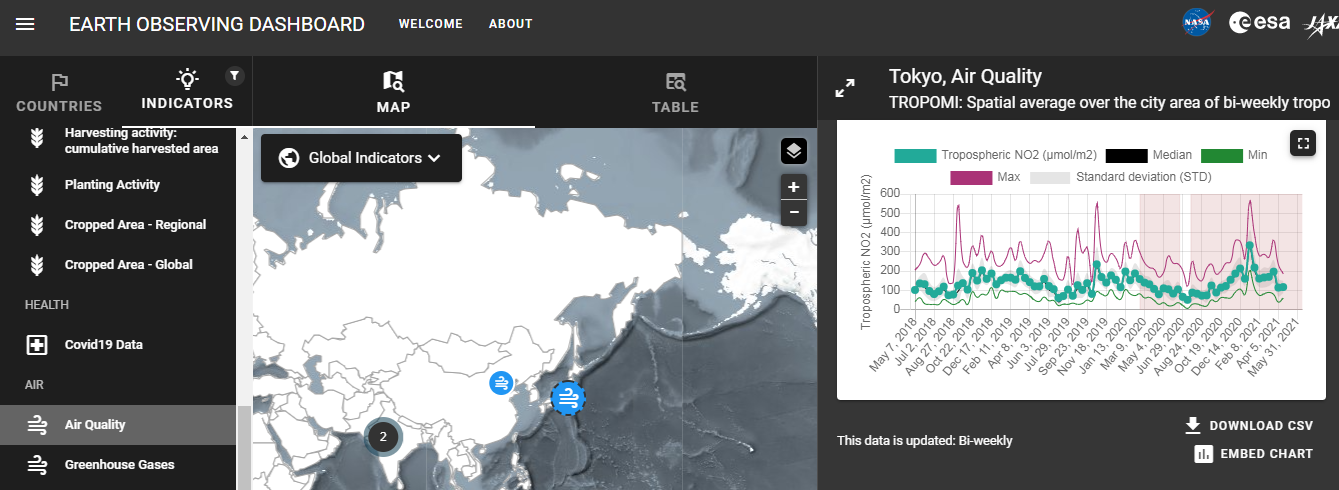 EARTH OBSERVING DASHBOARD
WELCOME
ABOUT
NASA
esa
JAXA
COUNTRIES
INDICATORS
MAP
TABLE
Tokyo, Air Quality
TROPOMI: Spatial average over the city area of bi-weekly tropo
Harvesting activity:
cumulative harvested area
Planting Activity
Cropped Area - Regional
Cropped Area - Global
HEALTH
Covid19 Data
AIR
Air Quality
Greenhouse Gases
Global Indicators
+
−
2
Tropospheric NO2 (µmol/m2)
Median
Min
Max
Standard deviation (STD)
Tropospheric NO2 (µmol/m2)
600
500
400
300
200
100
0
May 7, 2018
Jul 2, 2018
Aug 27, 2018
Oct 22, 2018
Dec 17, 2018
Feb 11, 2019
Apr 8, 2019
Jun 3, 2019
Jul 29, 2019
Sep 23, 2019
Nov 18, 2019
Jan 13, 2020
Mar 9, 2020
May 4, 2020
Jun 29, 2020
Aug 24, 2020
Oct 19, 2020
Dec 14, 2020
Feb 8, 2021
Apr 5, 2021
May 31, 2021
This data is updated: Bi-weekly
DOWNLOAD CSV
EMBED CHART